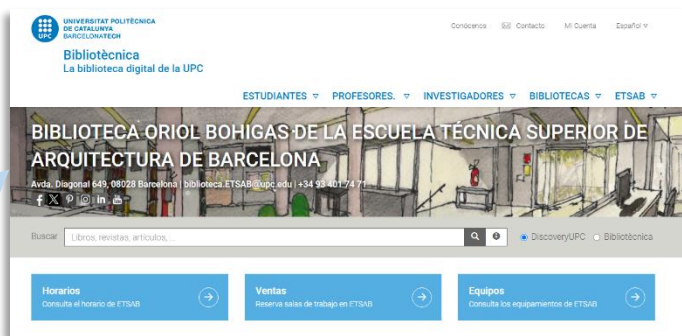 UNIVERSITAT POLITÈCNICA
DE CATALUNYA
BARCELONATECH
UPC
Conócenos Contacto Mi Cuenta Español
Bibliotècnica
La biblioteca digital de la UPC
ESTUDIANTES PROFESORES. INVESTIGADORES BIBLIOTECAS ETSAB
BIBLIOTECA ORIOL BOHIGAS DE LA ESCUELA TÉCNICA SUPERIOR DE
ARQUITECTURA DE BARCELONA
Avda. Diagonal 649, 08028 Barcelona | biblioteca.ETSAB@upc.edu | +34 93 401 74 71
Buscar Libros, revistas, artículos,... DiscoveryUPC Bibliotècnica
Horarios
Consulta el horario de ETSAB
Ventas
Reserva salas de trabajo en ETSAB
Equipos
Consulta los equipamientos de ETSAB